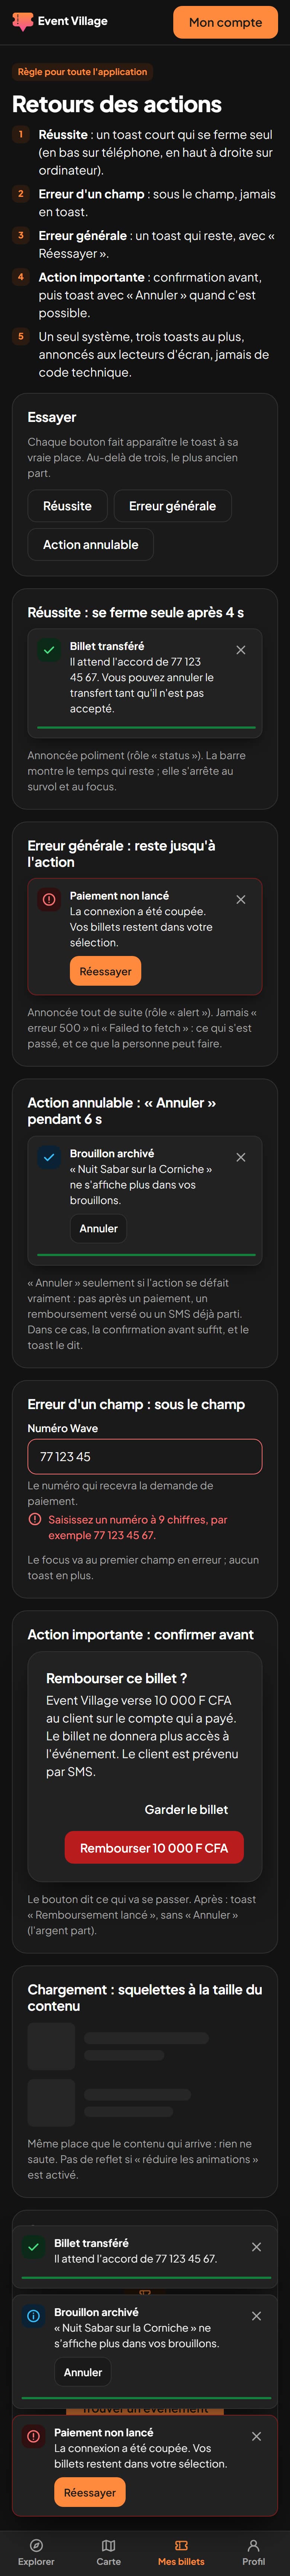 Event Village
Mon compte
Règle pour toute l'application
Retours des actions
1 Réussite : un toast court qui se ferme seul
(en bas sur téléphone, en haut à droite sur
ordinateur).
2 Erreur d'un champ : sous le champ, jamais
en toast.
3 Erreur générale : un toast qui reste, avec «
Réessayer ».
4 Action importante : confirmation avant,
puis toast avec « Annuler » quand c'est
possible.
5 Un seul système, trois toasts au plus,
annoncés aux lecteurs d'écran, jamais de
code technique.
Essayer
Chaque bouton fait apparaître le toast à sa
vraie place. Au-delà de trois, le plus ancien
part.
Réussite
Erreur générale
Action annulable
Réussite : se ferme seule après 4 s
Billet transféré
Il attend l'accord de 77 123
45 67. Vous pouvez annuler le
transfert tant qu'il n'est pas
accepté.
Annoncée poliment (rôle « status »). La barre
montre le temps qui reste ; elle s'arrête au
survol et au focus.
Erreur générale : reste jusqu'à
l'action
Paiement non lancé
La connexion a été coupée.
Vos billets restent dans votre
sélection.
Réessayer
Annoncée tout de suite (rôle « alert »). Jamais «
erreur 500 » ni « Failed to fetch » : ce qui s'est
passé, et ce que la personne peut faire.
Action annulable : « Annuler »
pendant 6 s
Brouillon archivé
« Nuit Sabar sur la Corniche »
ne s'affiche plus dans vos
brouillons.
Annuler
« Annuler » seulement si l'action se défait
vraiment : pas après un paiement, un
remboursement versé ou un SMS déjà parti.
Dans ce cas, la confirmation avant suffit, et le
toast le dit.
Erreur d'un champ : sous le champ
Numéro Wave
77 123 45
Le numéro qui recevra la demande de
paiement.
Saisissez un numéro à 9 chiffres, par
exemple 77 123 45 67.
Le focus va au premier champ en erreur ; aucun
toast en plus.
Action importante : confirmer avant
Rembourser ce billet ?
Event Village verse 10 000 F CFA
au client sur le compte qui a payé.
Le billet ne donnera plus accès à
l'événement. Le client est prévenu
par SMS.
Garder le billet
Rembourser 10 000 F CFA
Le bouton dit ce qui va se passer. Après : toast
« Remboursement lancé », sans « Annuler »
(l'argent part).
Chargement : squelettes à la taille du
contenu
Même place que le contenu qui arrive : rien ne
saute. Pas de reflet si « réduire les animations »
est activé.
Billet transféré
Il attend l'accord de 77 123 45 67.
Brouillon archivé
« Nuit Sabar sur la Corniche » ne
s'affiche plus dans vos brouillons.
Annuler
Trouver un événement
Paiement non lancé
La connexion a été coupée. Vos
billets restent dans votre sélection.
Réessayer
Explorer
Carte
Mes billets
Profil